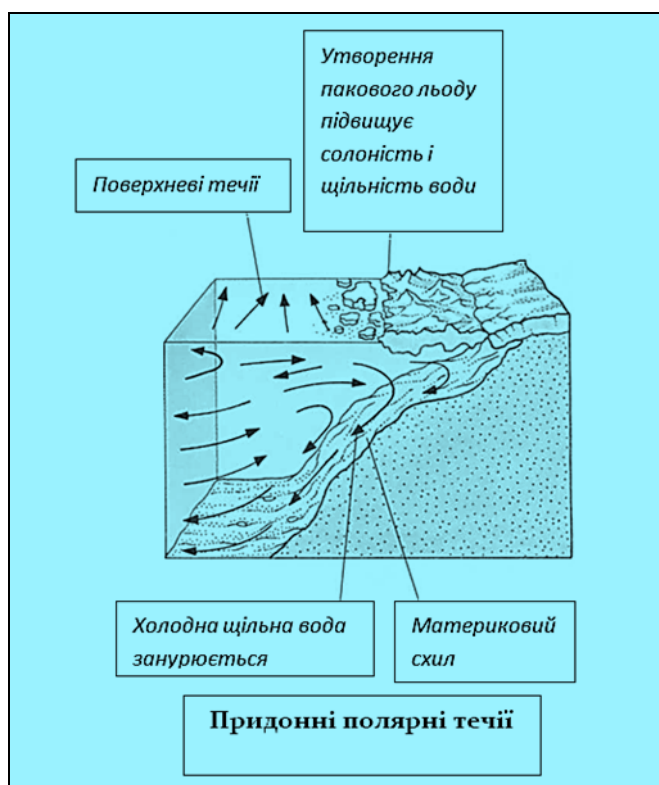 Утворення
пакового льоду
підвищує
солоність і
щільність води
Поверхневі течії
Холодна щільна вода
занурюється
Материковий
схил
Придонні полярні течії